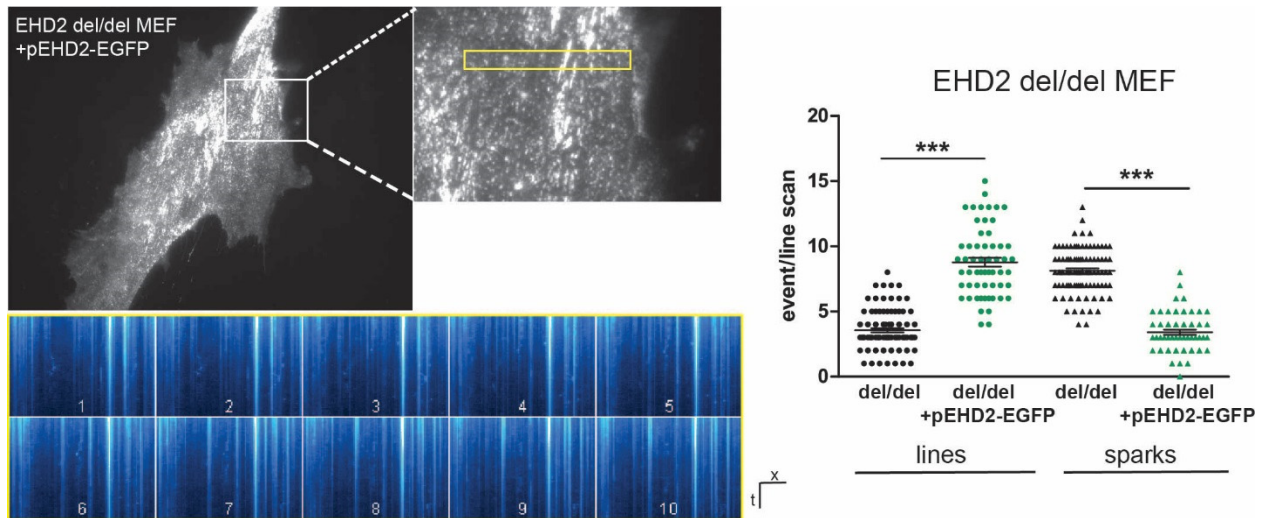 EHD2 del/del MEF
+pEHD2-EGFP
1 2 3 4 5
6 7 8 9 10
x
t
EHD2 del/del MEF
20
15
10
5
0
event/line scan
***
***
del/del del/del del/del del/del
+pEHD2-EGFP +pEHD2-EGFP
lines sparks